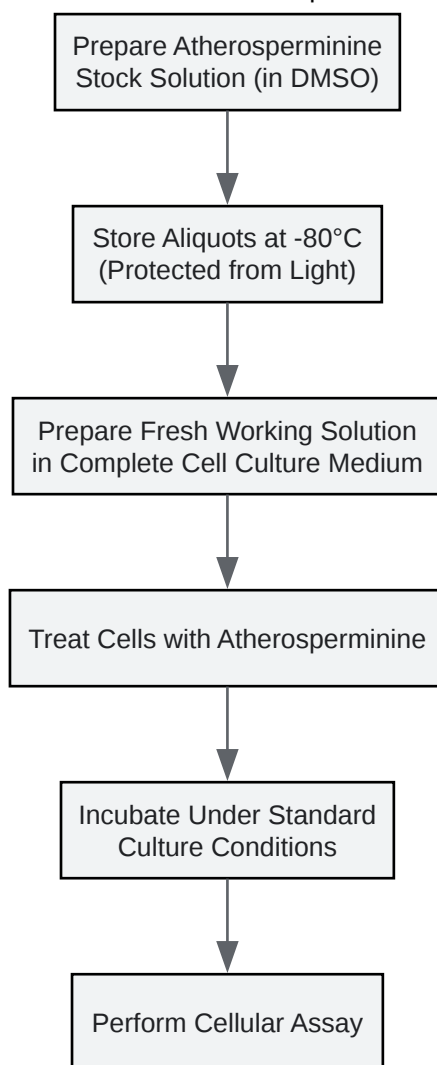 Prepare Atherosperminine
Stock Solution (in DMSO)
Store Aliquots at -80°C
(Protected from Light)
Prepare Fresh Working Solution
in Complete Cell Culture Medium
Treat Cells with Atherosperminine
Incubate Under Standard
Culture Conditions
Perform Cellular Assay